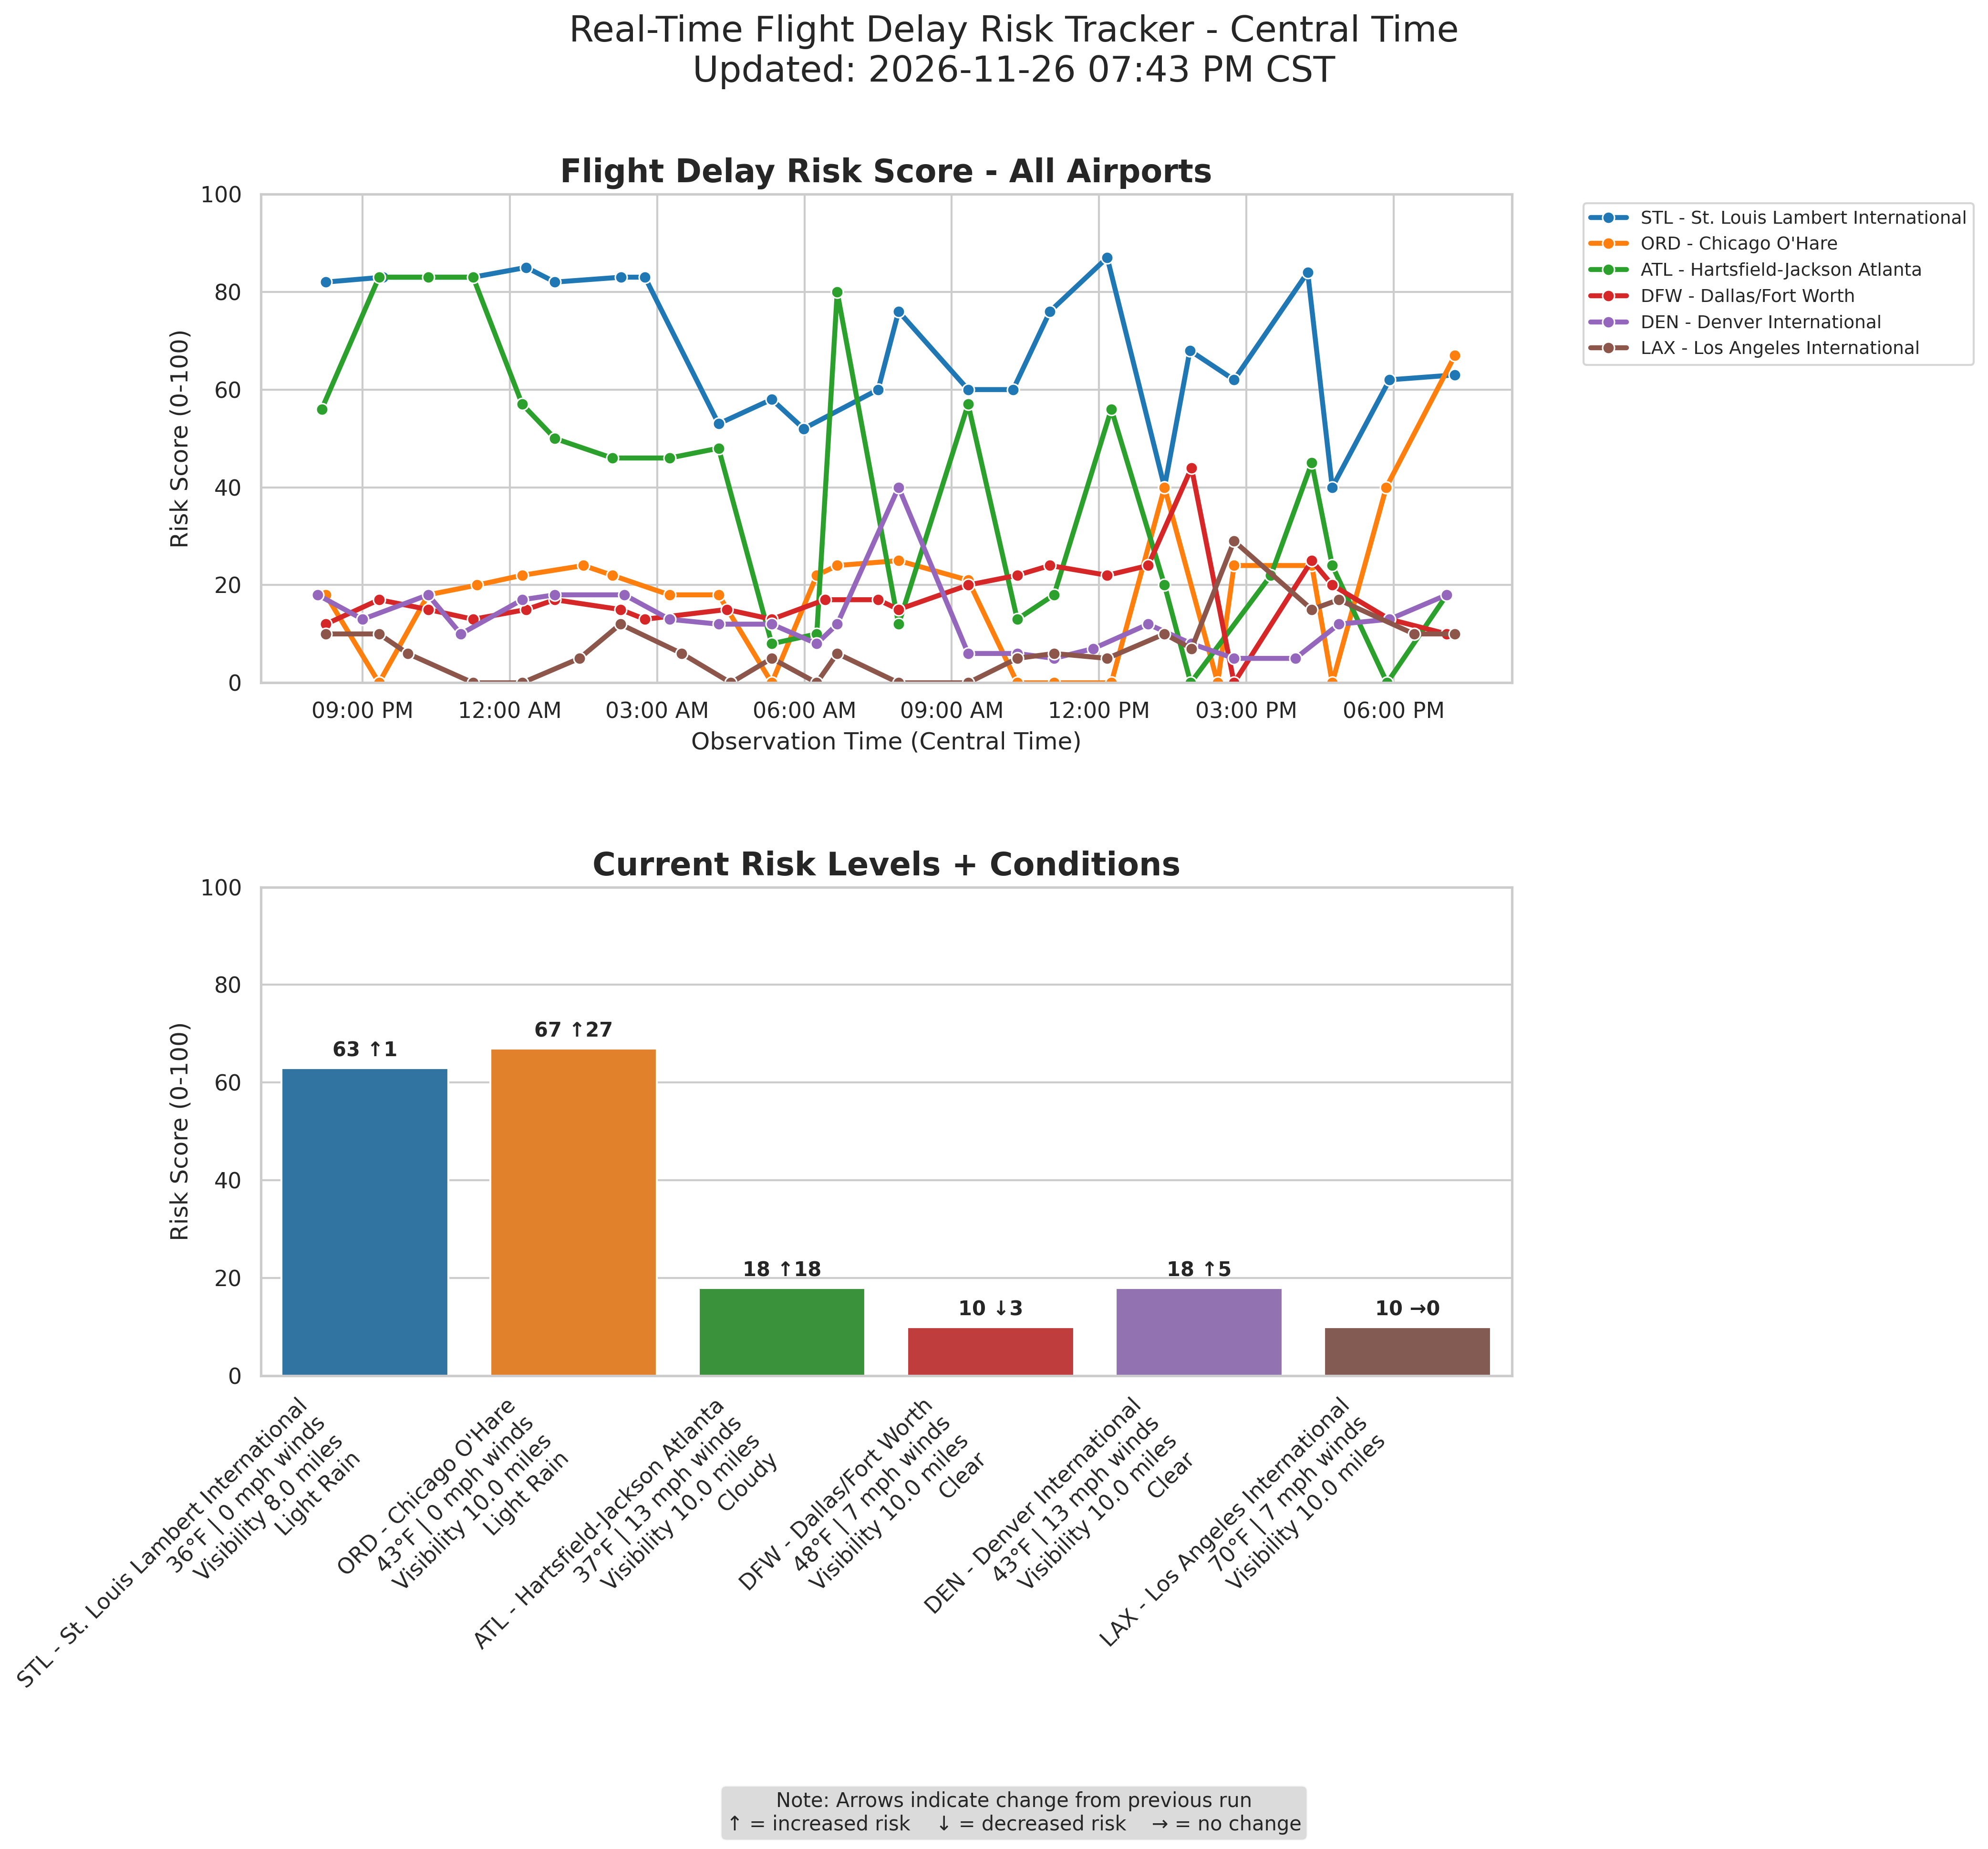 Real-Time Flight Delay Risk Tracker - Central Time
Updated: 2026-11-26 07:43 PM CST
Flight Delay Risk Score - All Airports
100
80
60
40
20
0
Risk Score (0-100)
09:00 PM
12:00 AM
03:00 AM
06:00 AM
09:00 AM
12:00 PM
03:00 PM
06:00 PM
Observation Time (Central Time)
STL - St. Louis Lambert International
ORD - Chicago O'Hare
ATL - Hartsfield-Jackson Atlanta
DFW - Dallas/Fort Worth
DEN - Denver International
LAX - Los Angeles International
Current Risk Levels + Conditions
100
80
60
40
20
0
Risk Score (0-100)
63 ↑1
67 ↑27
18 ↑18
10 ↓3
18 ↑5
10 →0
STL - St. Louis Lambert International
36°F | 0 mph winds
Visibility 8.0 miles
Light Rain
ORD - Chicago O'Hare
43°F | 0 mph winds
Visibility 10.0 miles
Light Rain
ATL - Hartsfield-Jackson Atlanta
37°F | 13 mph winds
Visibility 10.0 miles
Cloudy
DFW - Dallas/Fort Worth
48°F | 7 mph winds
Visibility 10.0 miles
Clear
DEN - Denver International
43°F | 13 mph winds
Visibility 10.0 miles
Clear
LAX - Los Angeles International
70°F | 7 mph winds
Visibility 10.0 miles
Note: Arrows indicate change from previous run
↑ = increased risk    ↓ = decreased risk    → = no change